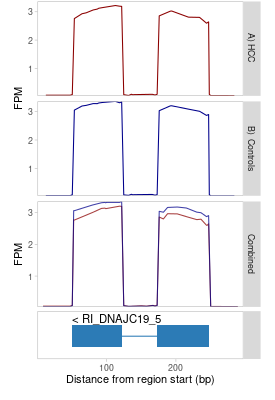 3
2
1
A) HCC
FPM
3
2
1
B) Controls
3
2
1
Combined
FPM
< RI_DNAJC19_5
100
200
Distance from region start (bp)